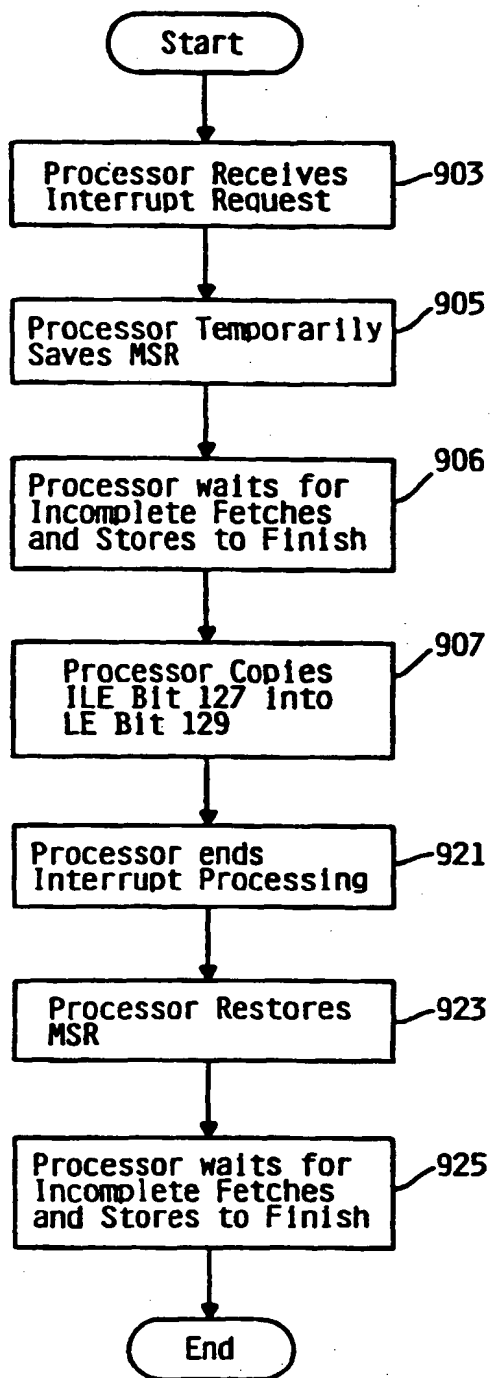 Start
Processor Receives
Interrupt Request
903
Processor Temporarily
Saves MSR
905
Processor waits for
Incomplete Fetches
and Stores to Finish
906
Processor Copies
ILE Bit 127 into
LE Bit 129
907
Processor ends
Interrupt Processing
921
Processor Restores
MSR
923
Processor waits for
Incomplete Fetches
and Stores to Finish
925
End